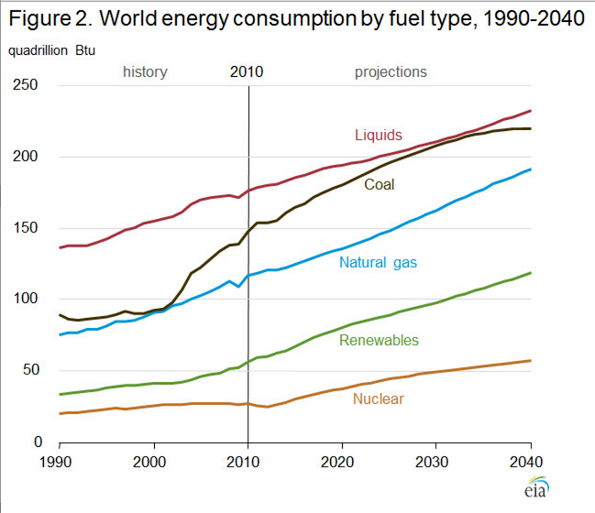 Figure 2. World energy consumption by fuel type, 1990-2040
quadrillion Btu
history 2010 projections
250
Liquids
200
Coal
150
Natural gas
100
Renewables
50
Nuclear
0
1990 2000 2010 2020 2030 2040
eia